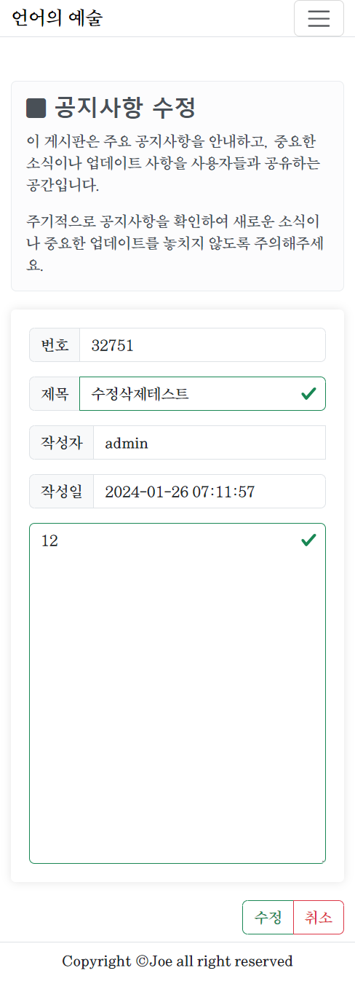 언어의 예술
공지사항 수정
이 게시판은 주요 공지사항을 안내하고, 중요한
소식이나 업데이트 사항을 사용자들과 공유하는
공간입니다.
주기적으로 공지사항을 확인하여 새로운 소식이
나 중요한 업데이트를 놓치지 않도록 주의해주세
요.
번호 32751
제목 수정삭제테스트
작성자 admin
작성일 2024-01-26 07:11:57
12
수정 취소
Copyright ©Joe all right reserved